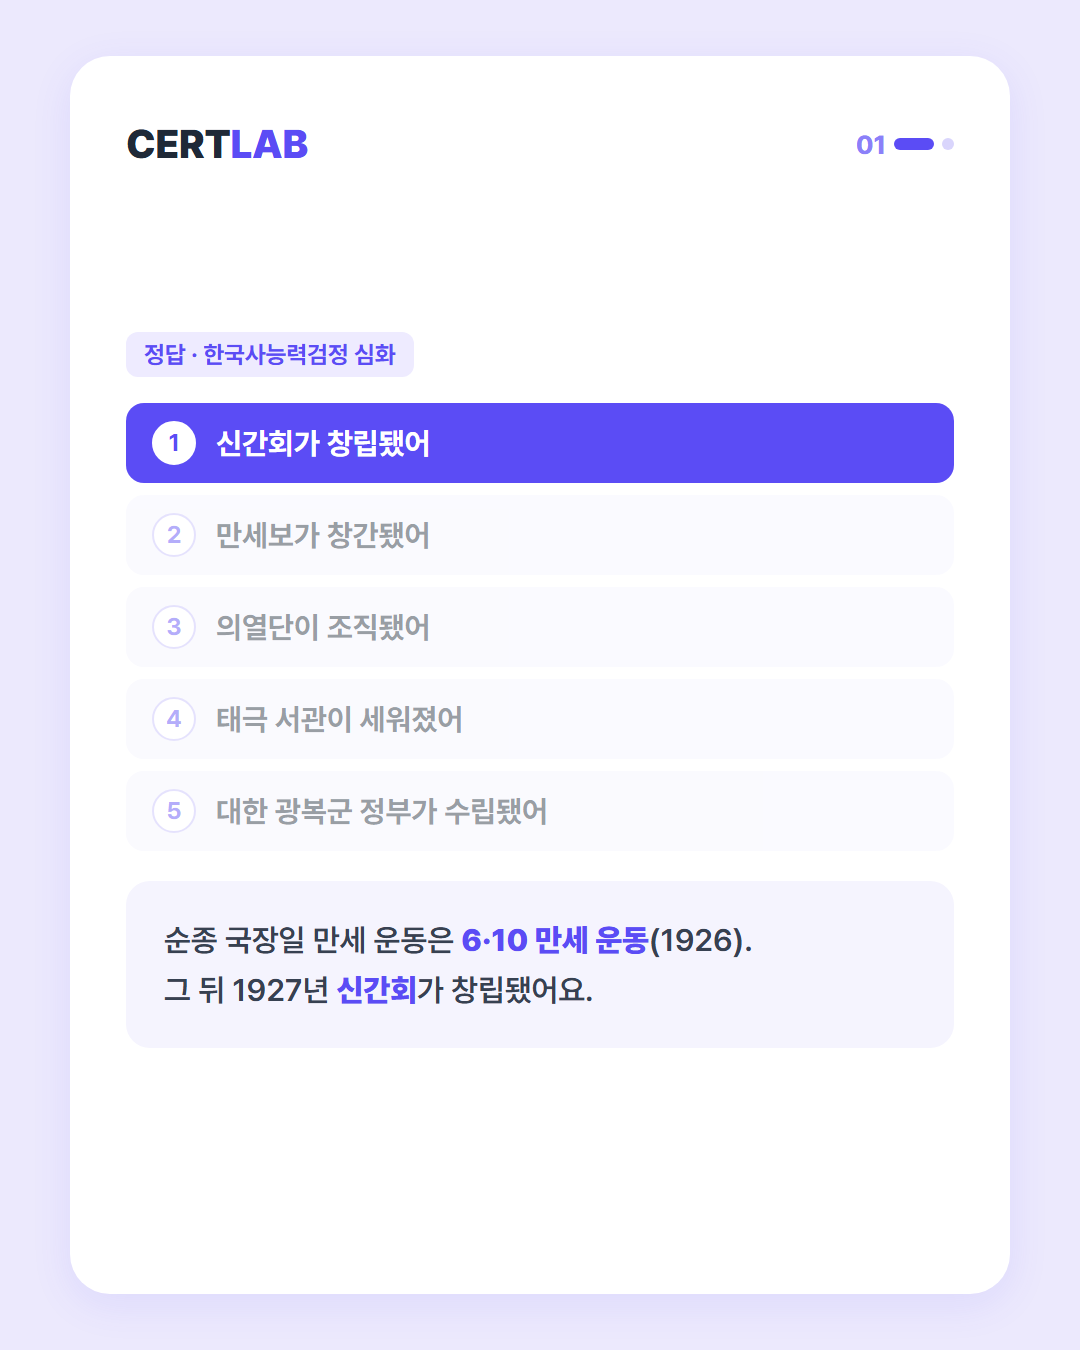 CERTLAB
01
정답 · 한국사능력검정 심화
1 신간회가 창립됐어
2 만세보가 창간됐어
3 의열단이 조직됐어
4 태극 서관이 세워졌어
5 대한 광복군 정부가 수립됐어
순종 국장일 만세 운동은 6·10 만세 운동(1926).
그 뒤 1927년 신간회가 창립됐어요.